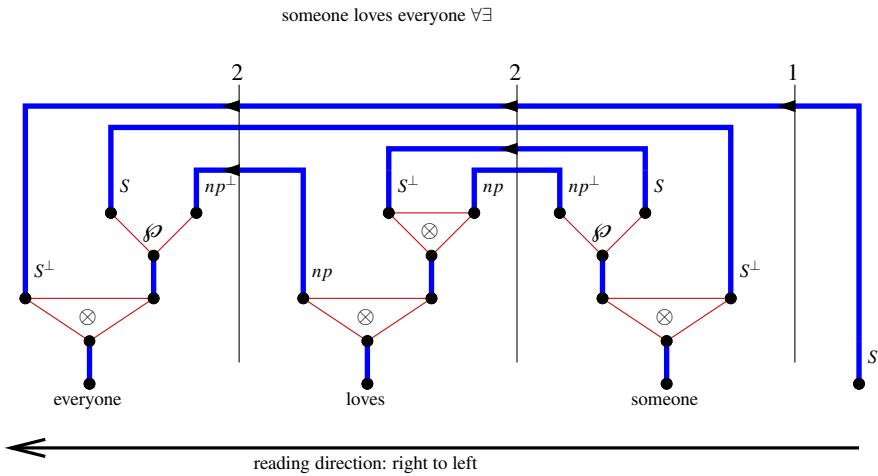 someone loves everyone ∀∃
2 2 1
S np⊥ S⊥ np np⊥ S
℘ ⊗ ℘
S⊥ np S⊥
⊗ ⊗ ⊗
S
everyone loves someone
reading direction: right to left